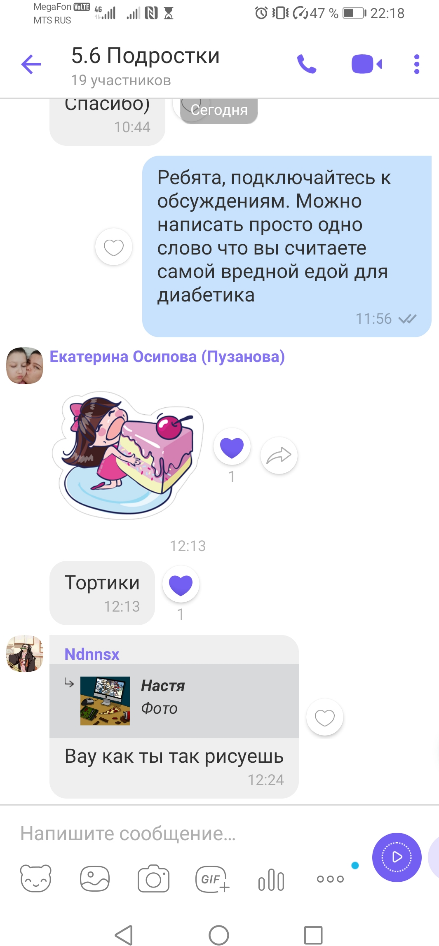 MegaFon VoLTE
MTS RUS
4G
47 %
22:18
5.6 Подростки
19 участников
Спасибо)
10:44
Сегодня
Ребята, подключайтесь к
обсуждениям. Можно
написать просто одно
слово что вы считаете
самой вредной едой для
диабетика
11:56
Екатерина Осипова (Пузанова)
1
12:13
Тортики
12:13
1
Ndnnsx
Настя
Фото
Вау как ты так рисуешь
12:24
Напишите сообщение...
GIF